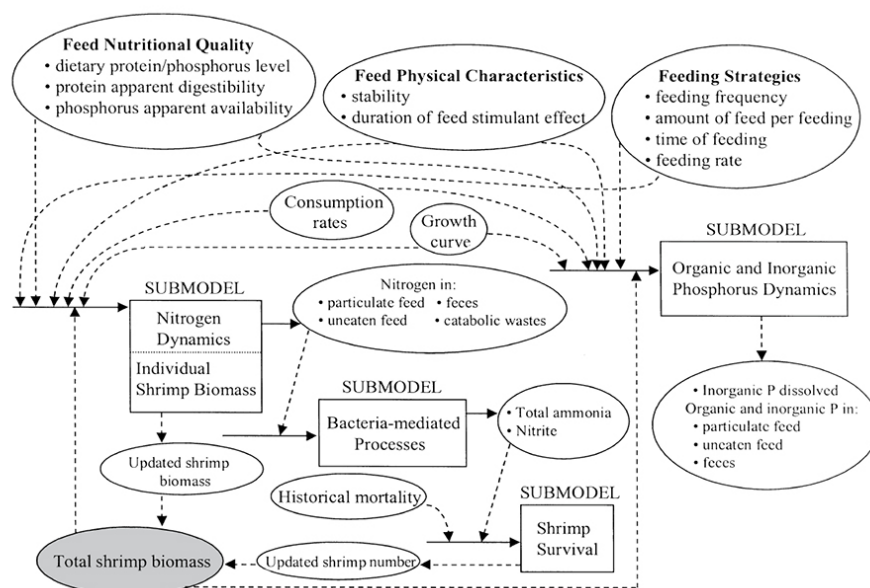 Feed Nutritional Quality
• dietary protein/phosphorus level
• protein apparent digestibility
• phosphorus apparent availability
Feed Physical Characteristics
• stability
• duration of feed stimulant effect
Feeding Strategies
• feeding frequency
• amount of feed per feeding
• time of feeding
• feeding rate
Consumption
rates
Growth
curve
SUBMODEL
Organic and Inorganic
Phosphorus Dynamics
SUBMODEL
Nitrogen
Dynamics
Individual
Shrimp Biomass
Nitrogen in:
• particulate feed • feces
• uneaten feed • catabolic wastes
SUBMODEL
Bacteria-mediated
Processes
• Total ammonia
• Nitrite
• Inorganic P dissolved
Organic and inorganic P in:
• particulate feed
• uneaten feed
• feces
Updated shrimp
biomass
Historical mortality
SUBMODEL
Shrimp
Survival
Total shrimp biomass
Updated shrimp number